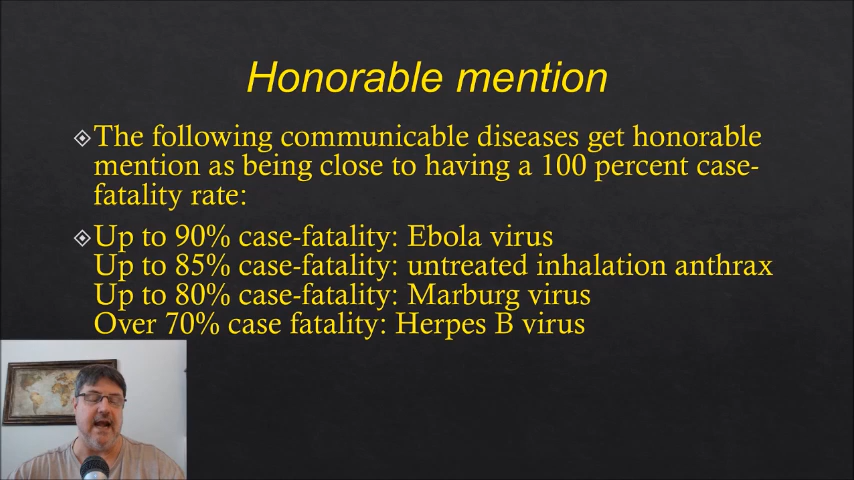 Honorable mention
The following communicable diseases get honorable
mention as being close to having a 100 percent case-
fatality rate:
Up to 90% case-fatality: Ebola virus
Up to 85% case-fatality: untreated inhalation anthrax
Up to 80% case-fatality: Marburg virus
Over 70% case fatality: Herpes B virus